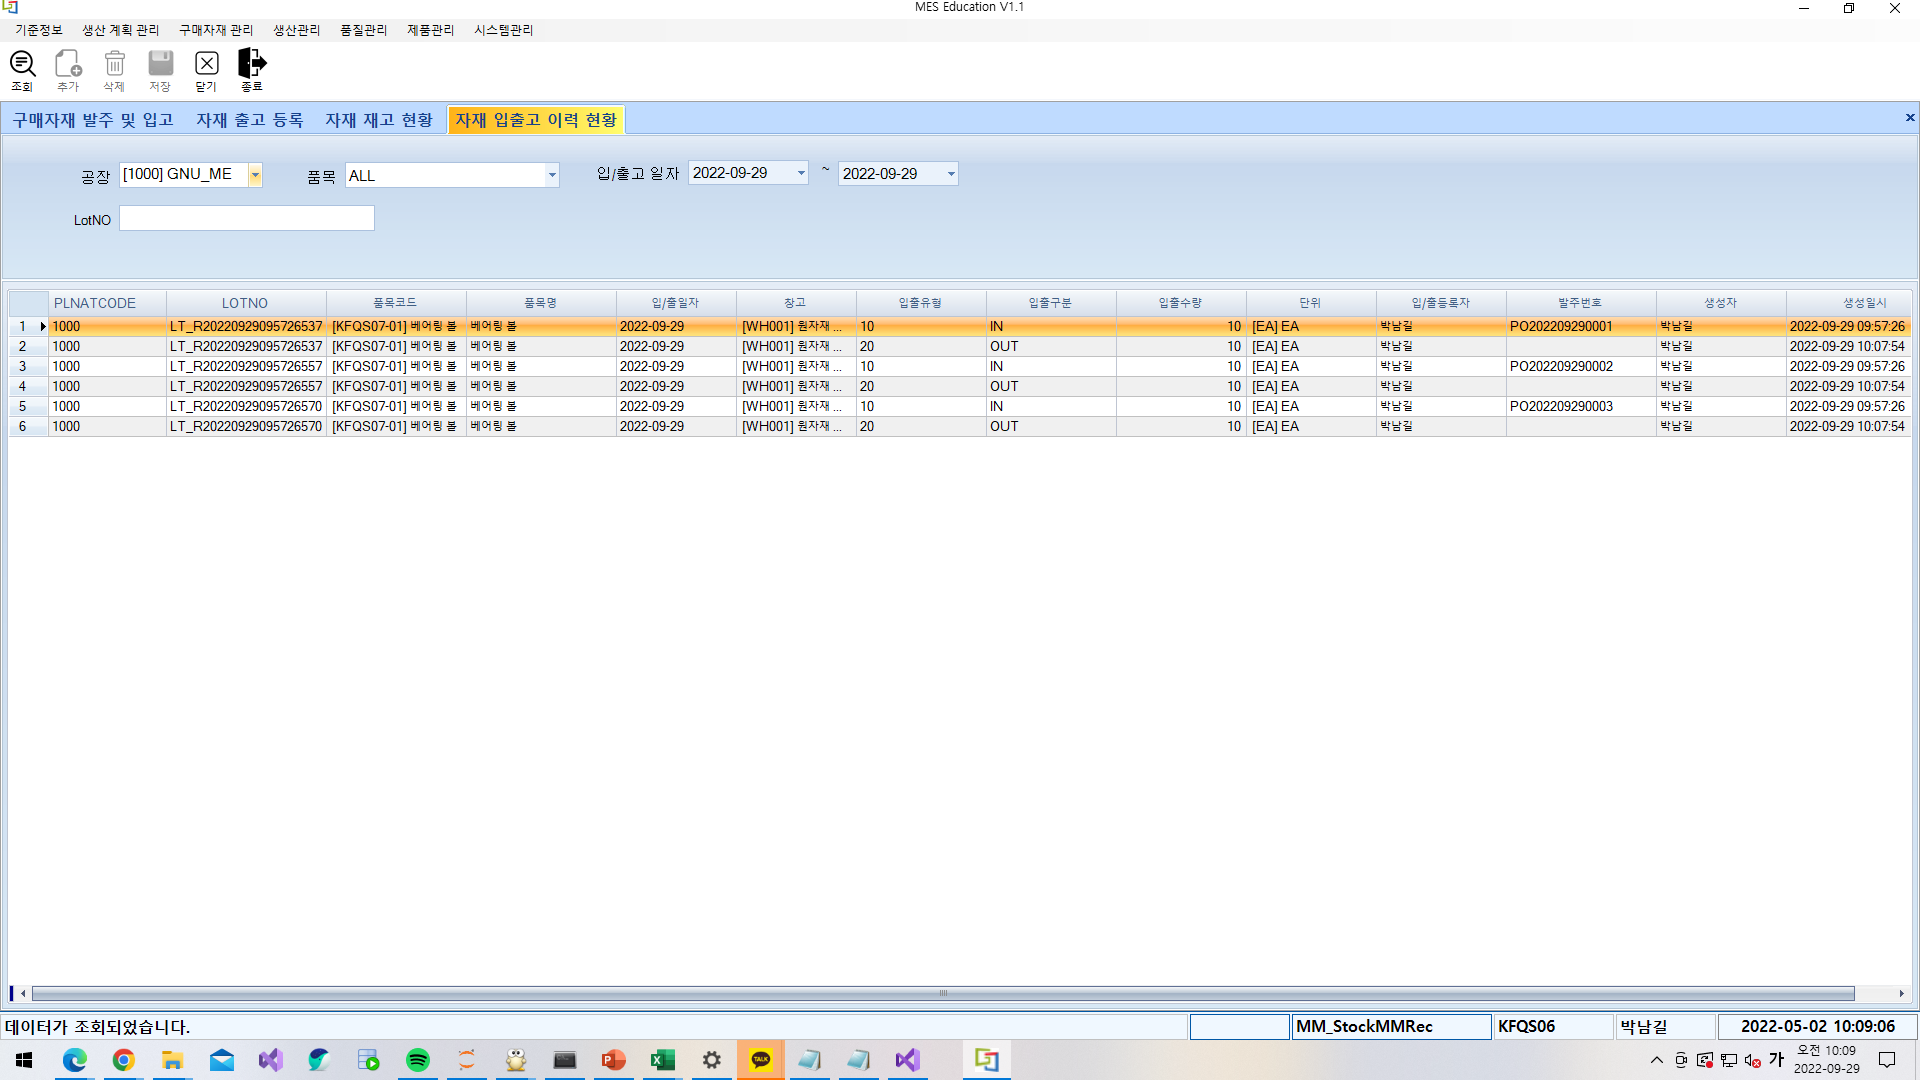 MES Education V1.1
기준정보 생산 계획 관리 구매자재 관리 생산관리 품질관리 제품관리 시스템관리
조회 추가 삭제 저장 닫기 종료
구매자재 발주 및 입고 자재 출고 등록 자재 재고 현황 자재 입출고 이력 현황
공장 [1000] GNU_ME 품목 ALL 입/출고 일자 2022-09-29 ~ 2022-09-29
LotNO
PLNATCODE LOTNO 품목코드 품목명 입/출일자 창고 입출유형 입출구분 입출수량 단위 입/출등록자 발주번호 생성자 생성일시
1 1000 LT_R20220929095726537 [KFQS07-01] 베어링 볼 베어링 볼 2022-09-29 [WH001] 원자재 ... 10 IN 10 [EA] EA 박남길 PO202209290001 박남길 2022-09-29 09:57:26
2 1000 LT_R20220929095726537 [KFQS07-01] 베어링 볼 베어링 볼 2022-09-29 [WH001] 원자재 ... 20 OUT 10 [EA] EA 박남길 박남길 2022-09-29 10:07:54
3 1000 LT_R20220929095726557 [KFQS07-01] 베어링 볼 베어링 볼 2022-09-29 [WH001] 원자재 ... 10 IN 10 [EA] EA 박남길 PO202209290002 박남길 2022-09-29 09:57:26
4 1000 LT_R20220929095726557 [KFQS07-01] 베어링 볼 베어링 볼 2022-09-29 [WH001] 원자재 ... 20 OUT 10 [EA] EA 박남길 박남길 2022-09-29 10:07:54
5 1000 LT_R20220929095726570 [KFQS07-01] 베어링 볼 베어링 볼 2022-09-29 [WH001] 원자재 ... 10 IN 10 [EA] EA 박남길 PO202209290003 박남길 2022-09-29 09:57:26
6 1000 LT_R20220929095726570 [KFQS07-01] 베어링 볼 베어링 볼 2022-09-29 [WH001] 원자재 ... 20 OUT 10 [EA] EA 박남길 박남길 2022-09-29 10:07:54
데이터가 조회되었습니다. MM_StockMMRec KFQS06 박남길 2022-05-02 10:09:06
TALK 가 오전 10:09
2022-09-29